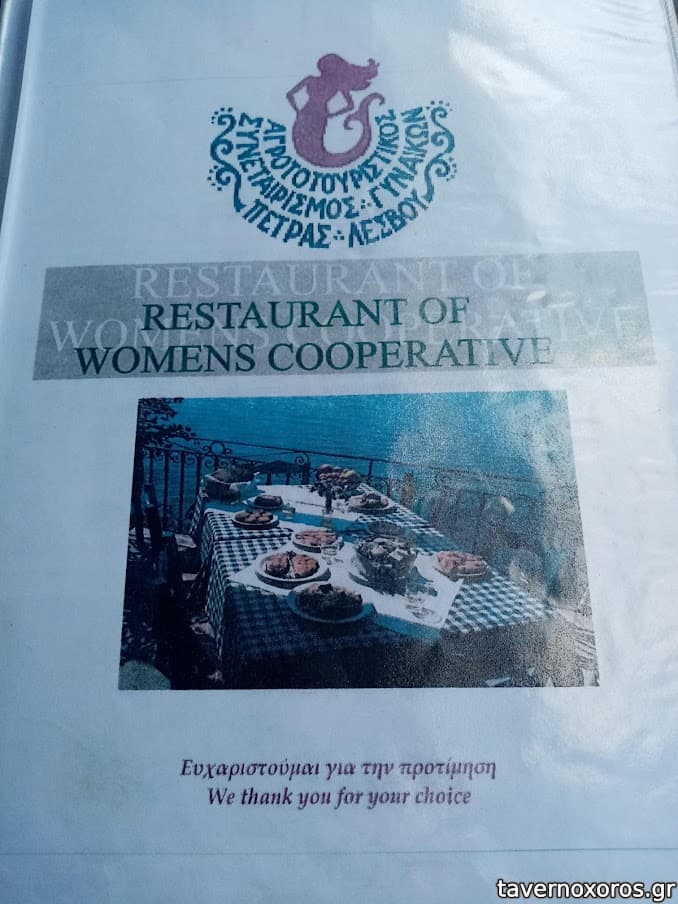 ΑΓΡΟΤΟΤΟΥΡΙΣΤΙΚΟΣ
ΣΥΝΕΤΑΙΡΙΣΜΟΣ ∴ ΓΥΝΑΙΚΩΝ
ΠΕΤΡΑΣ ∴ ΛΕΣΒΟΥ
RESTAURANT OF
WOMENS COOPERATIVE
RESTAURANT OF
WOMENS COOPERATIVE
Ευχαριστούμαι για την προτίμηση
We thank you for your choice
tavernoxoros.gr